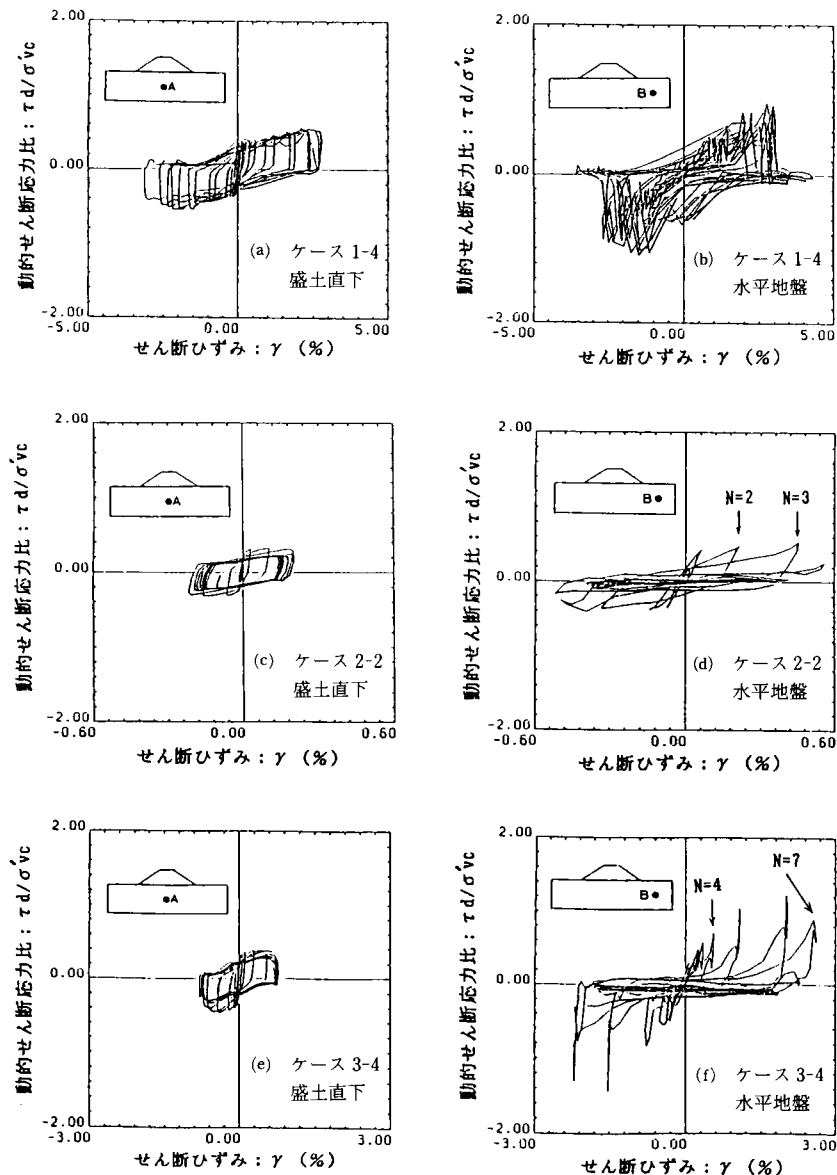 2.00
0.00
-2.00
-5.00
0.00
5.00
動的せん断応力比：τd/σ'vc
せん断ひずみ：γ (%)
A
(a) ケース 1-4
盛土直下
2.00
0.00
-2.00
-5.00
0.00
5.00
動的せん断応力比：τd/σ'vc
せん断ひずみ：γ (%)
B
(b) ケース 1-4
水平地盤
2.00
0.00
-2.00
-0.60
0.00
0.60
動的せん断応力比：τd/σ'vc
せん断ひずみ：γ (%)
A
(c) ケース 2-2
盛土直下
2.00
0.00
-2.00
-0.60
0.00
0.60
動的せん断応力比：τd/σ'vc
せん断ひずみ：γ (%)
B
N=2
N=3
(d) ケース 2-2
水平地盤
2.00
0.00
-2.00
-3.00
0.00
3.00
動的せん断応力比：τd/σ'vc
せん断ひずみ：γ (%)
A
(e) ケース 3-4
盛土直下
2.00
0.00
-2.00
-3.00
0.00
3.00
動的せん断応力比：τd/σ'vc
せん断ひずみ：γ (%)
B
N=4
N=7
(f) ケース 3-4
水平地盤